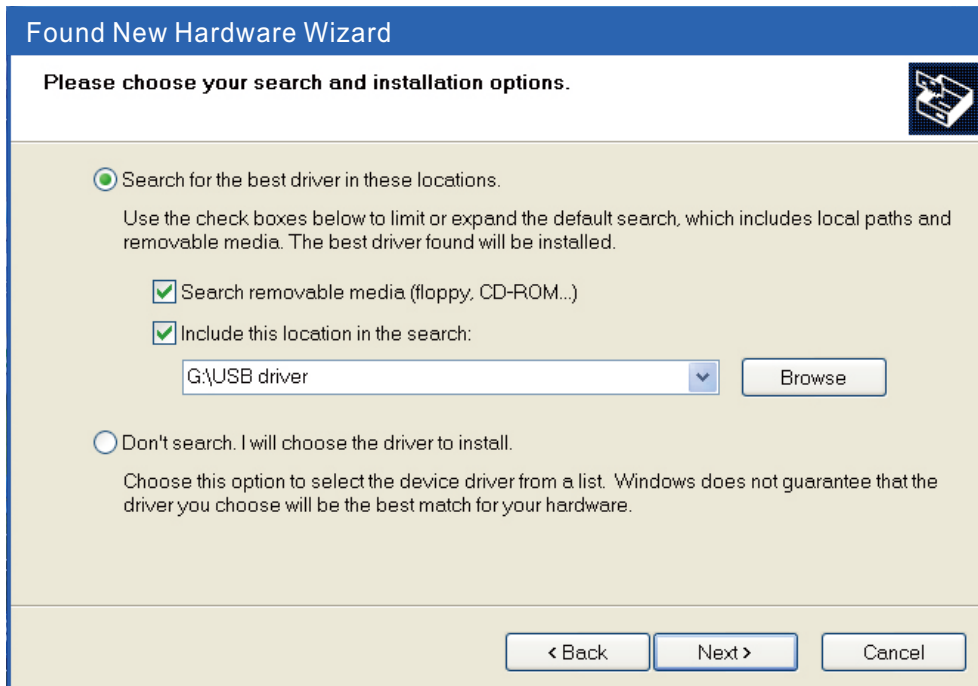 Found New Hardware Wizard
Please choose your search and installation options.
Search for the best driver in these locations.
Use the check boxes below to limit or expand the default search, which includes local paths and
removable media. The best driver found will be installed.
Search removable media (floppy, CD-ROM...)
Include this location in the search:
G:\USB driver
Browse
Don't search. I will choose the driver to install.
Choose this option to select the device driver from a list. Windows does not guarantee that the
driver you choose will be the best match for your hardware.
< Back Next > Cancel